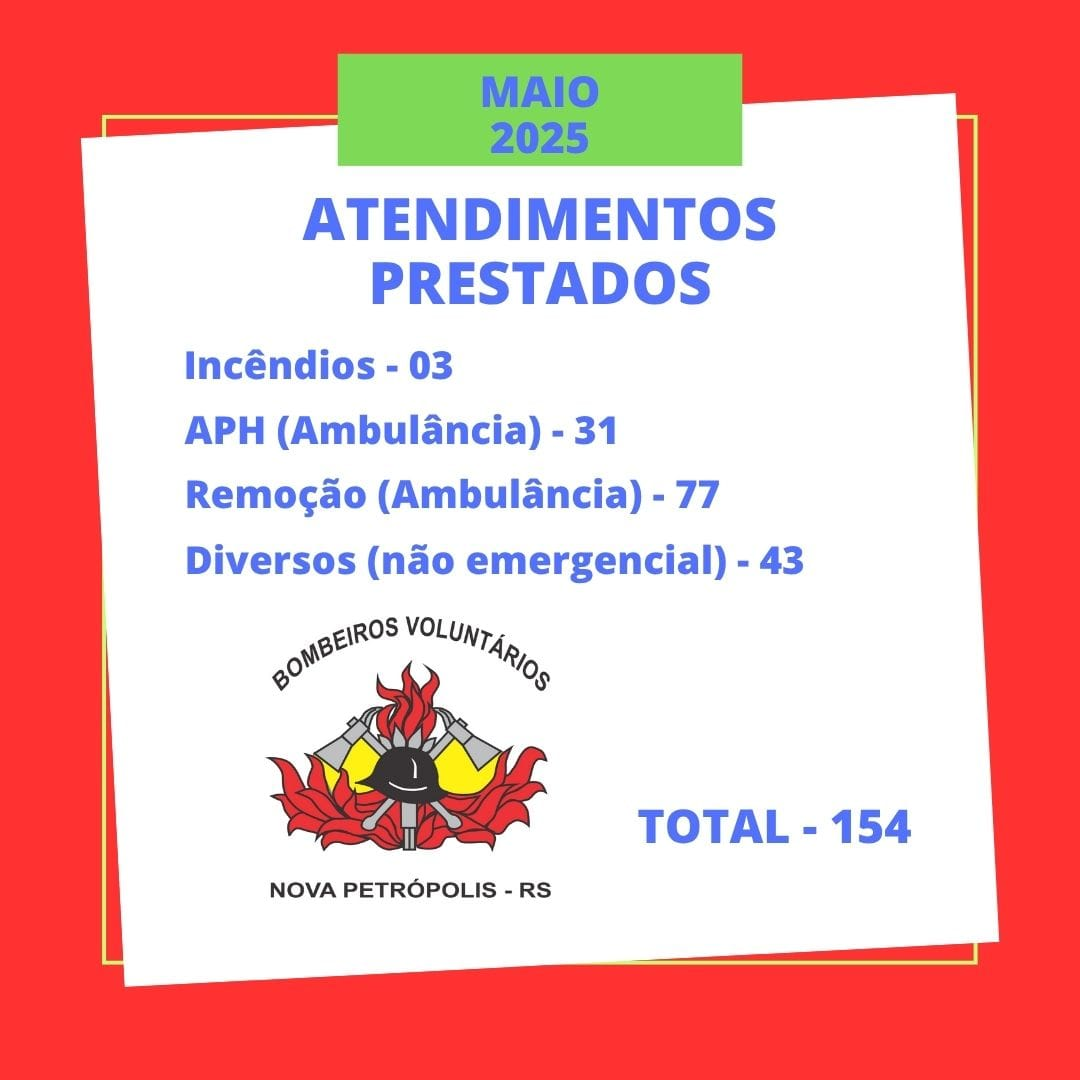 MAIO
2025
ATENDIMENTOS
PRESTADOS
Incêndios - 03
APH (Ambulância) - 31
Remoção (Ambulância) - 77
Diversos (não emergencial) - 43
BOMBEIROS VOLUNTÁRIOS
NOVA PETRÓPOLIS - RS
TOTAL - 154